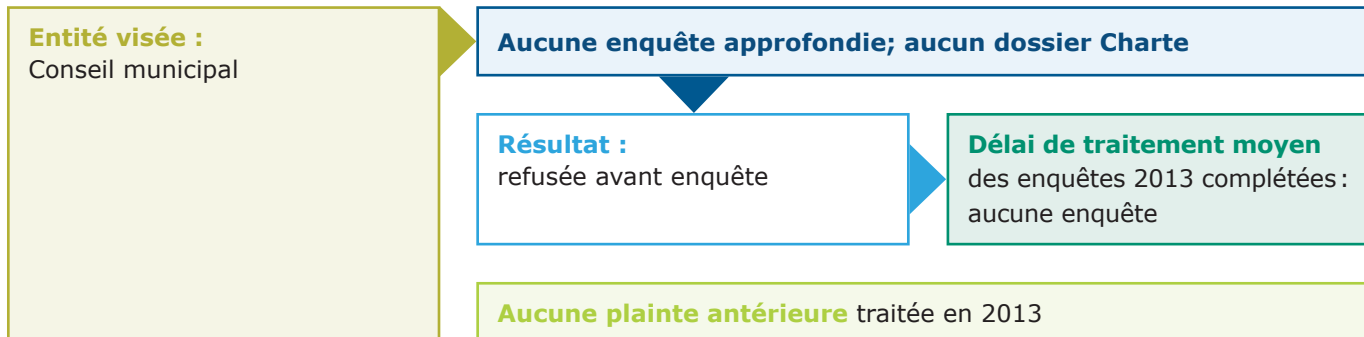 Entité visée :
Conseil municipal
Aucune enquête approfondie; aucun dossier Charte
Résultat :
refusée avant enquête
Délai de traitement moyen
des enquêtes 2013 complétées :
aucune enquête
Aucune plainte antérieure traitée en 2013